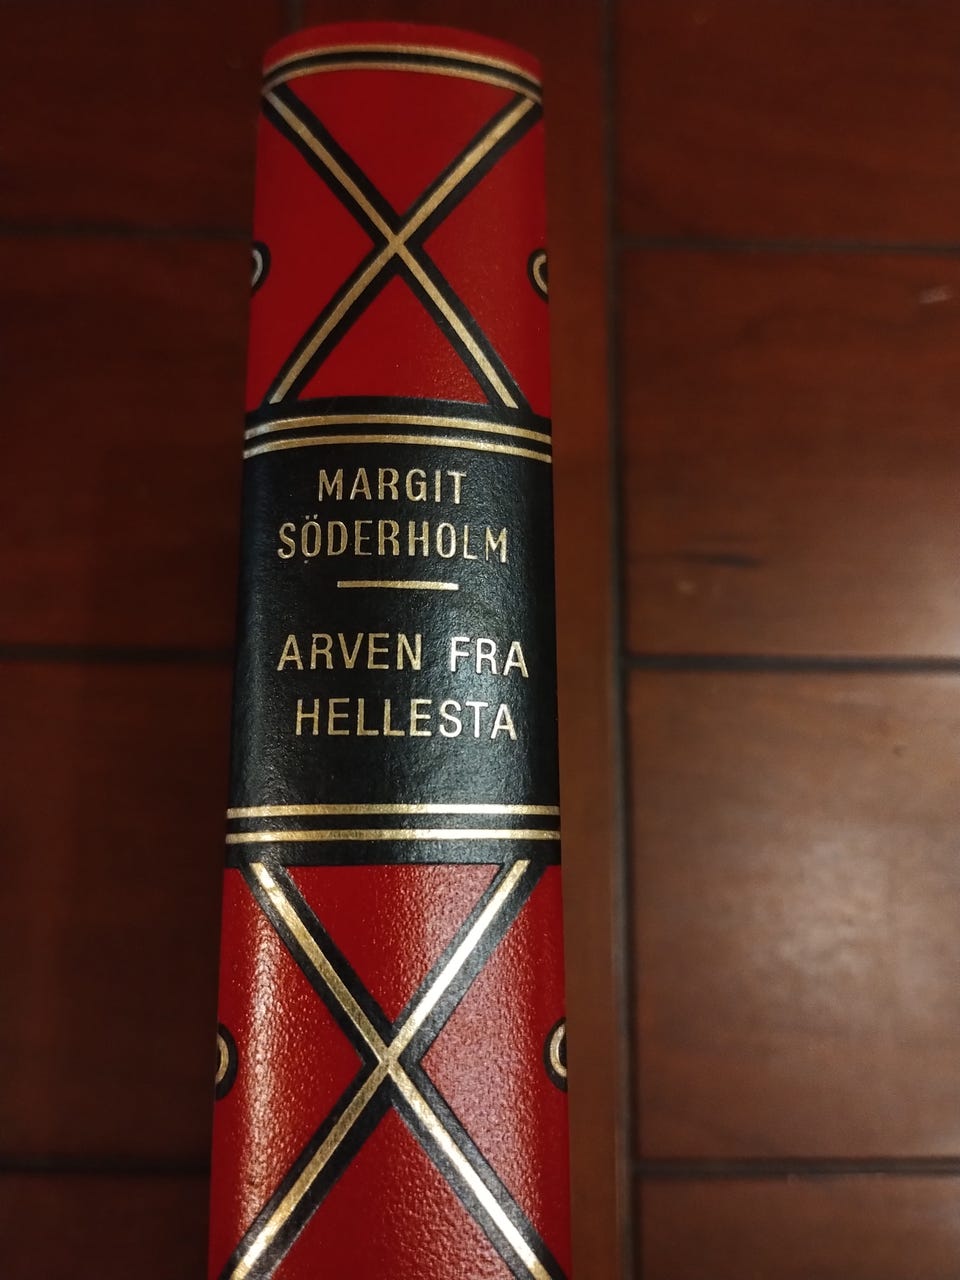 MARGIT
SÖDERHOLM
ARVEN FRA
HELLESTA